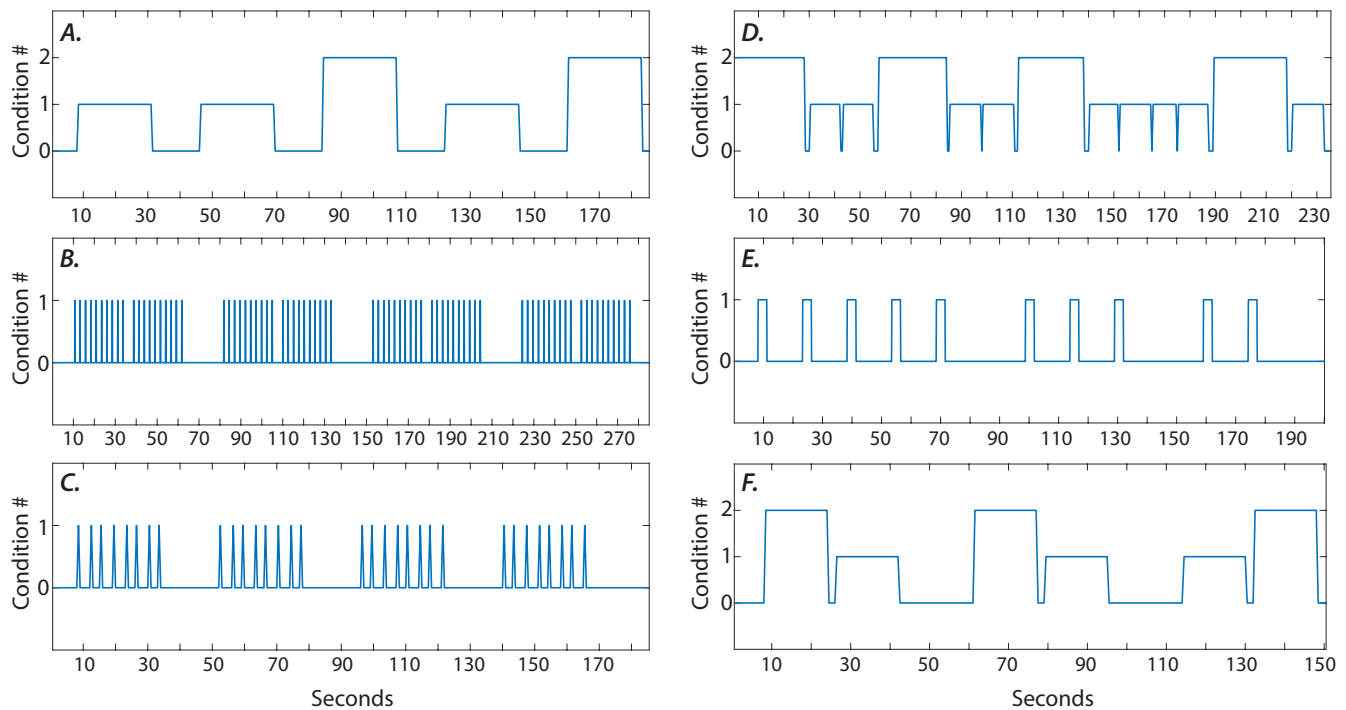 A.
Condition #
2
1
0
10 30 50 70 90 110 130 150 170
B.
Condition #
1
0
10 30 50 70 90 110 130 150 170 190 210 230 250 270
C.
Condition #
1
0
10 30 50 70 90 110 130 150 170
Seconds
D.
Condition #
2
1
0
10 30 50 70 90 110 130 150 170 190 210 230
E.
Condition #
1
0
10 30 50 70 90 110 130 150 170 190
F.
Condition #
2
1
0
10 30 50 70 90 110 130 150
Seconds